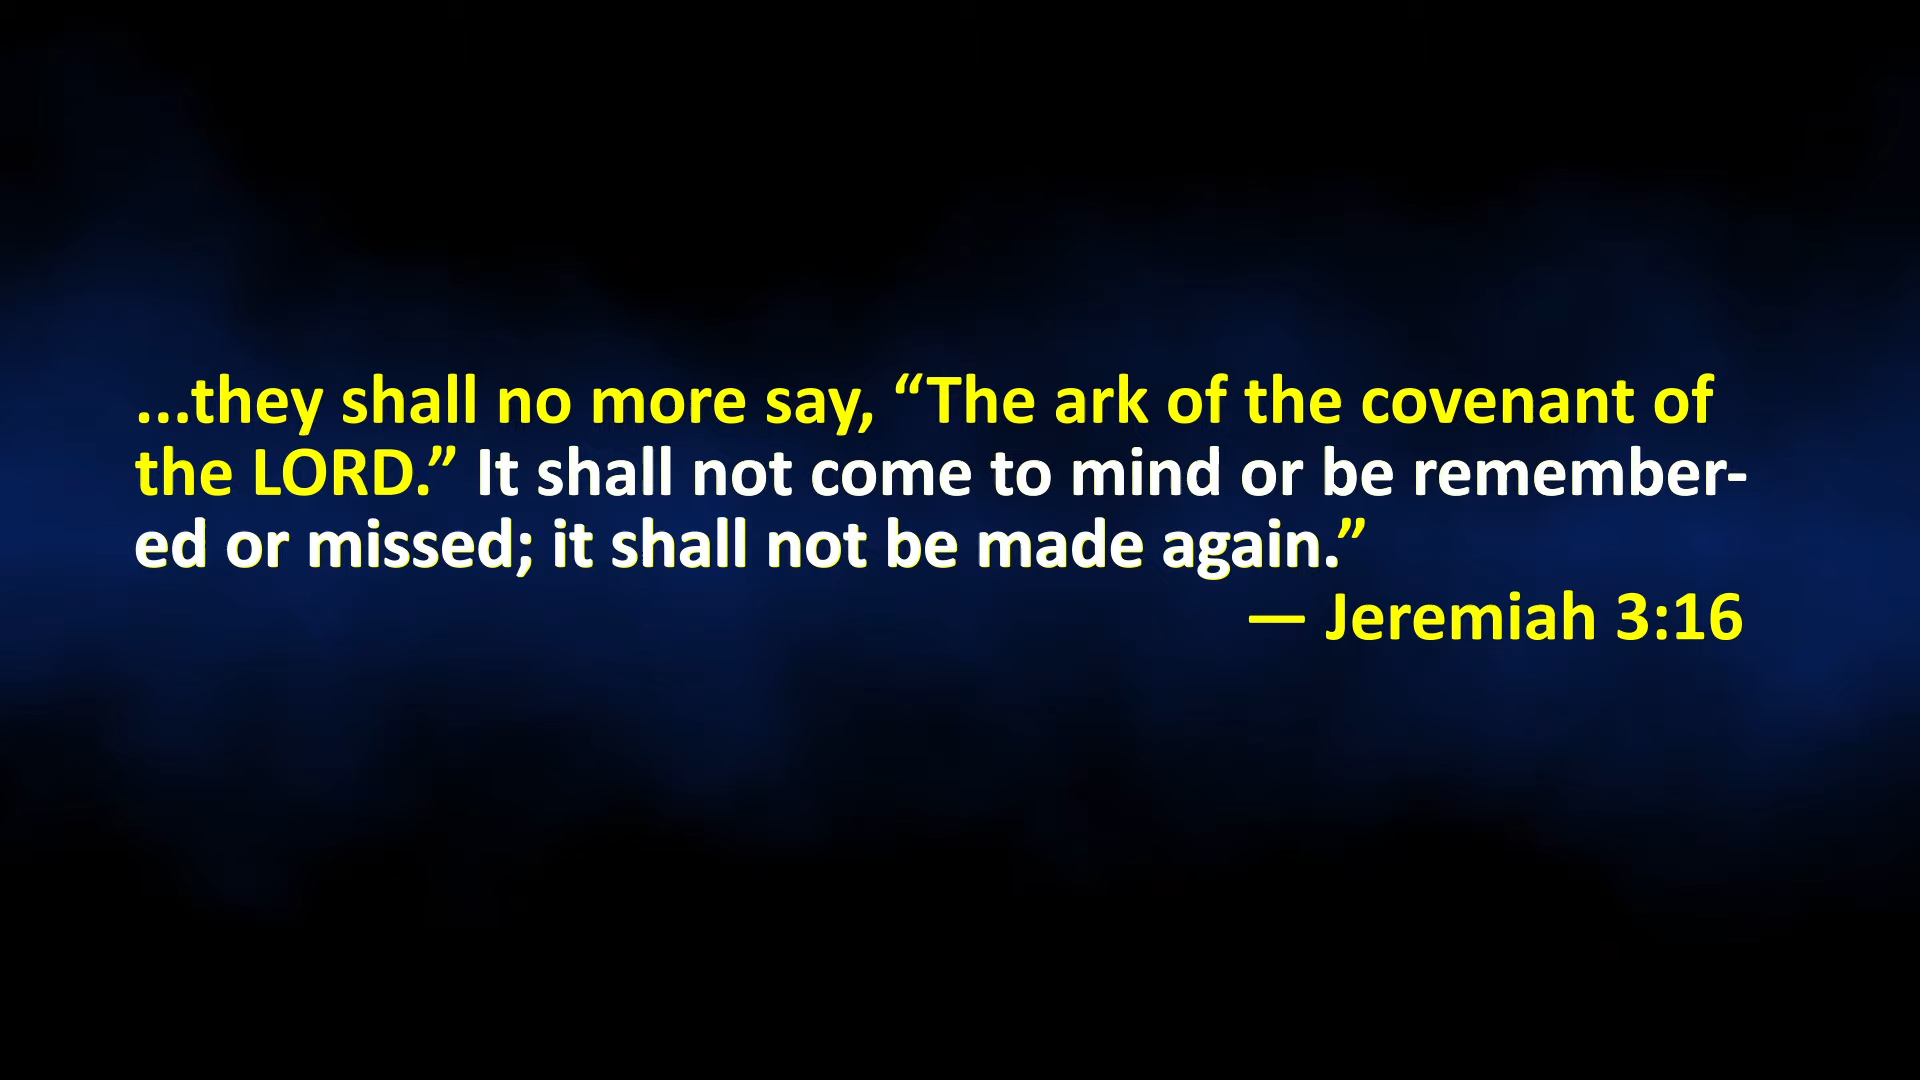 ...they shall no more say, “The ark of the covenant of
the LORD.” It shall not come to mind or be remember-
ed or missed; it shall not be made again.”
— Jeremiah 3:16